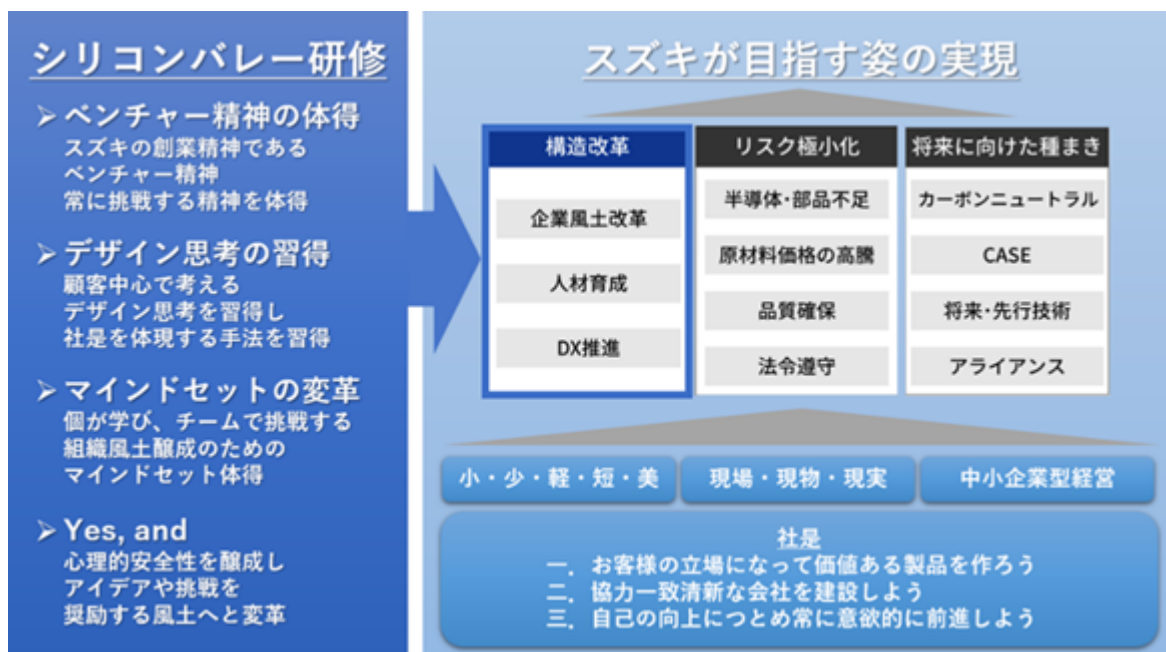 シリコンバレー研修
➢ ベンチャー精神の体得
スズキの創業精神である
ベンチャー精神
常に挑戦する精神を体得
➢ デザイン思考の習得
顧客中心で考える
デザイン思考を習得し
社是を体現する手法を習得
➢ マインドセットの変革
個が学び、チームで挑戦する
組織風土醸成のための
マインドセット体得
➢ Yes, and
心理的安全性を醸成し
アイデアや挑戦を
奨励する風土へと変革
スズキが目指す姿の実現
構造改革
企業風土改革
人材育成
DX推進
リスク極小化
半導体・部品不足
原材料価格の高騰
品質確保
法令遵守
将来に向けた種まき
カーボンニュートラル
CASE
将来・先行技術
アライアンス
小・少・軽・短・美
現場・現物・現実
中小企業型経営
社是
一．お客様の立場になって価値ある製品を作ろう
二．協力一致清新な会社を建設しよう
三．自己の向上につとめ常に意欲的に前進しよう